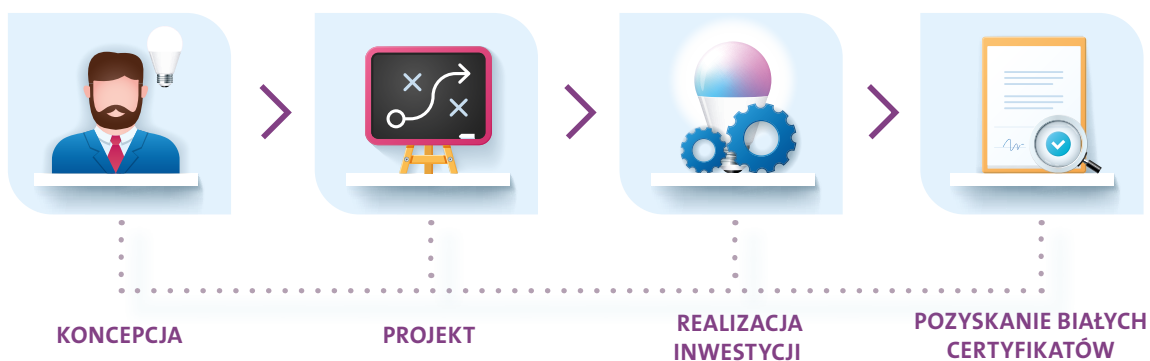 KONCEPCJA
PROJEKT
REALIZACJA
INWESTYCJI
POZYSKANIE BIAŁYCH
CERTYFIKATÓW